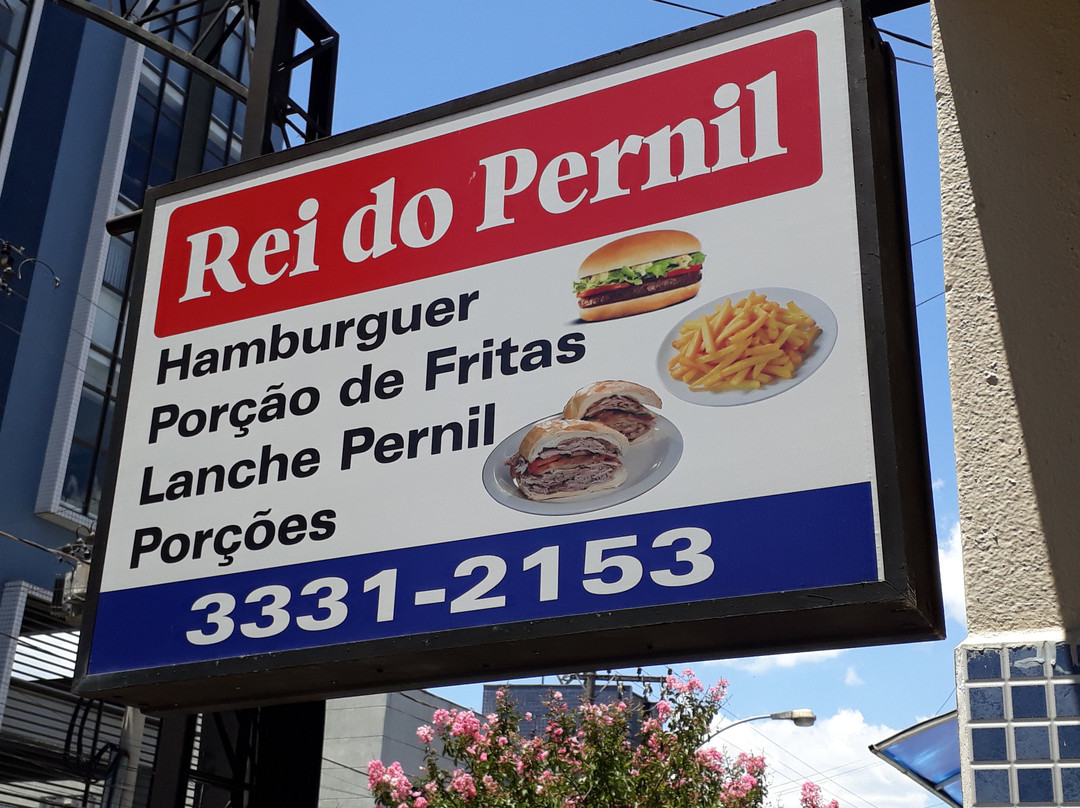 Rei do Pernil
Hamburguer
Porção de Fritas
Lanche Pernil
Porções
3331-2153